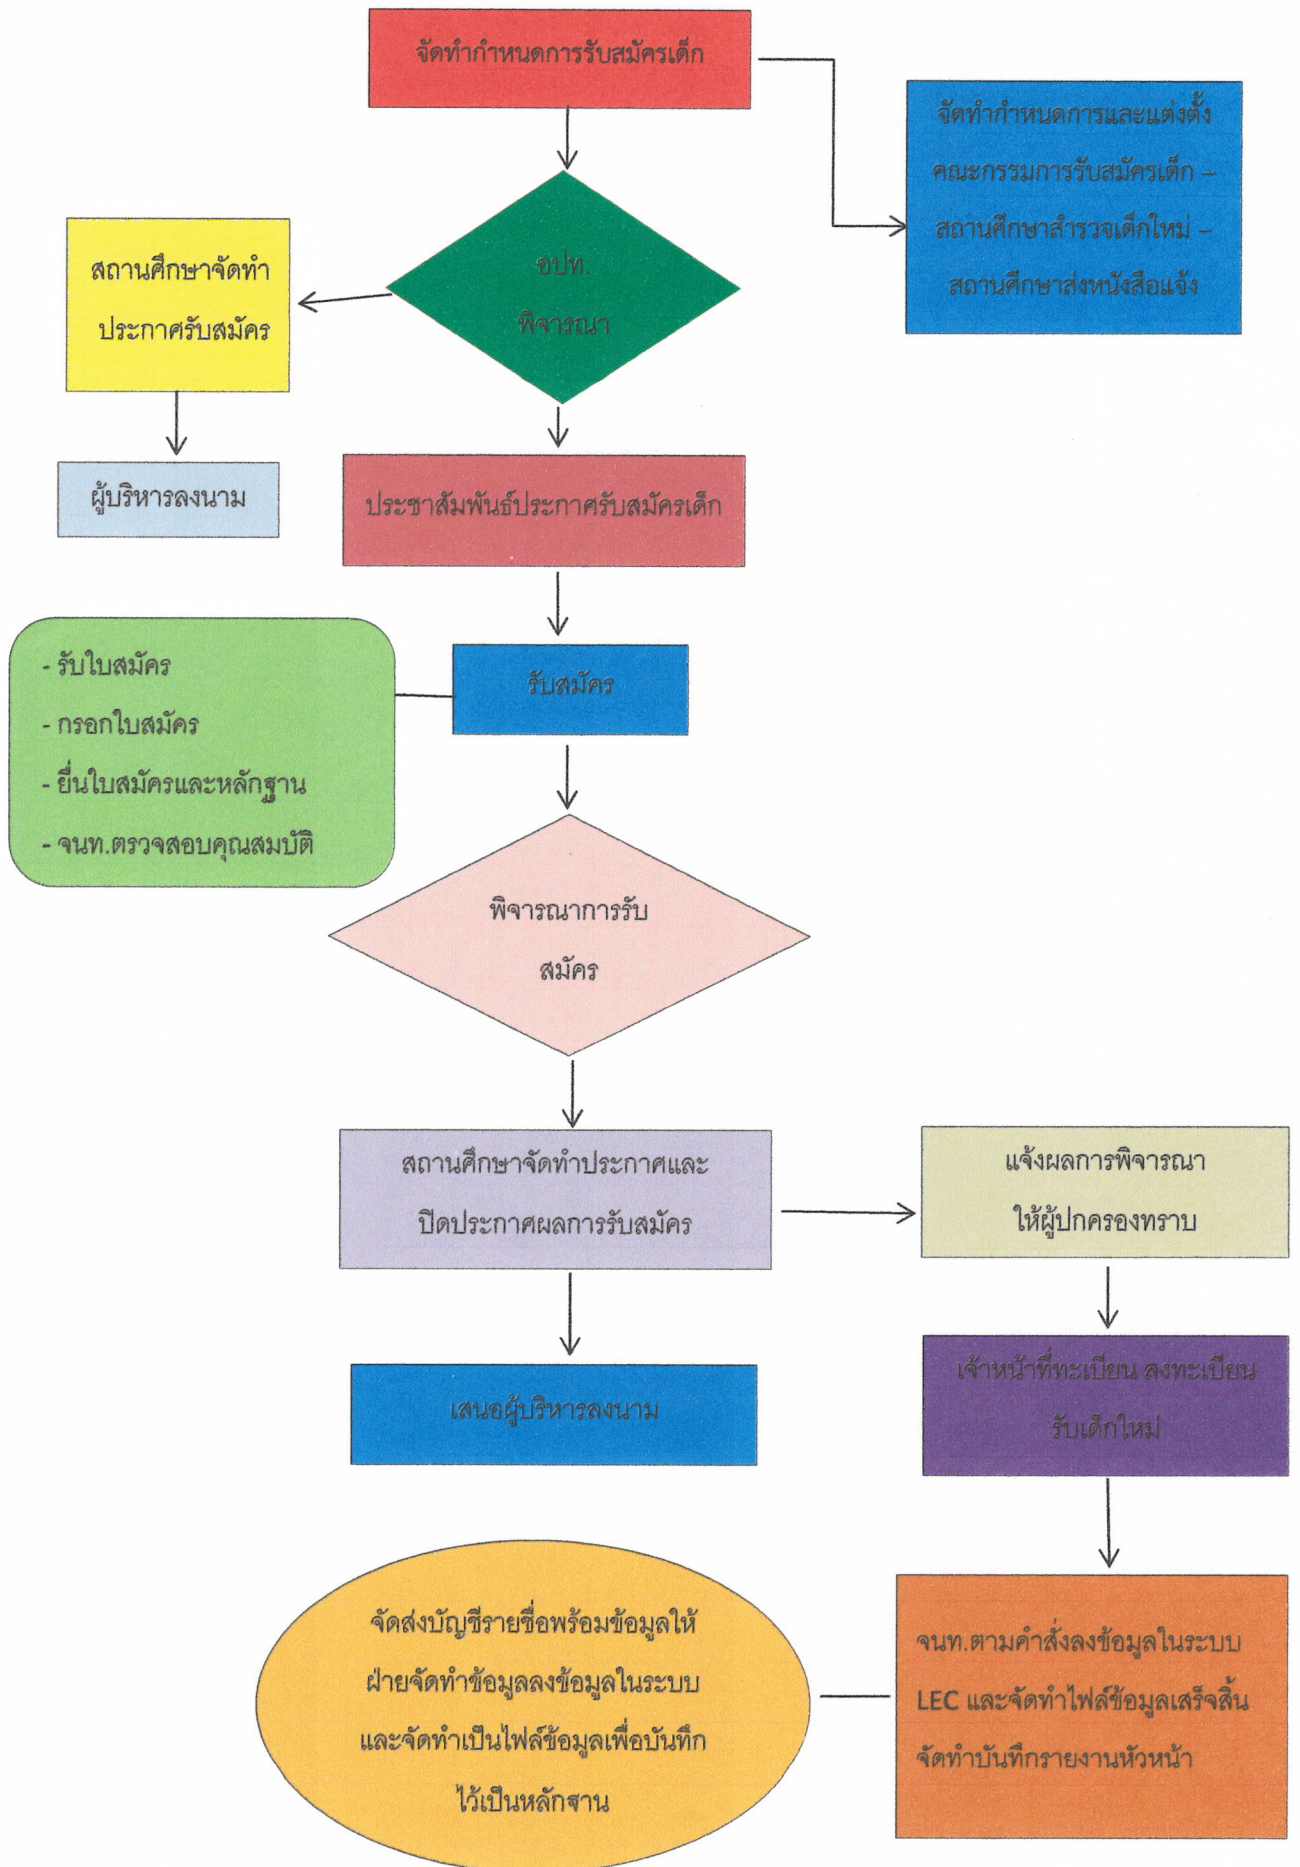 จัดทำกำหนดการรับสมัครเด็ก
จัดทำกำหนดการและแต่งตั้ง
คณะกรรมการรับสมัครเด็ก –
สถานศึกษาสำรวจเด็กใหม่ –
สถานศึกษาส่งหนังสือแจ้ง
อปท.
พิจารณา
สถานศึกษาจัดทำ
ประกาศรับสมัคร
ผู้บริหารลงนาม
ประชาสัมพันธ์ประกาศรับสมัครเด็ก
รับสมัคร
- รับใบสมัคร
- กรอกใบสมัคร
- ยื่นใบสมัครและหลักฐาน
- จนท.ตรวจสอบคุณสมบัติ
พิจารณาการรับ
สมัคร
สถานศึกษาจัดทำประกาศและ
ปิดประกาศผลการรับสมัคร
แจ้งผลการพิจารณา
ให้ผู้ปกครองทราบ
เสนอผู้บริหารลงนาม
เจ้าหน้าที่ทะเบียน ลงทะเบียน
รับเด็กใหม่
จัดส่งบัญชีรายชื่อพร้อมข้อมูลให้
ฝ่ายจัดทำข้อมูลลงข้อมูลในระบบ
และจัดทำเป็นไฟล์ข้อมูลเพื่อบันทึก
ไว้เป็นหลักฐาน
จนท.ตามคำสั่งลงข้อมูลในระบบ
LEC และจัดทำไฟล์ข้อมูลเสร็จสิ้น
จัดทำบันทึกรายงานหัวหน้า